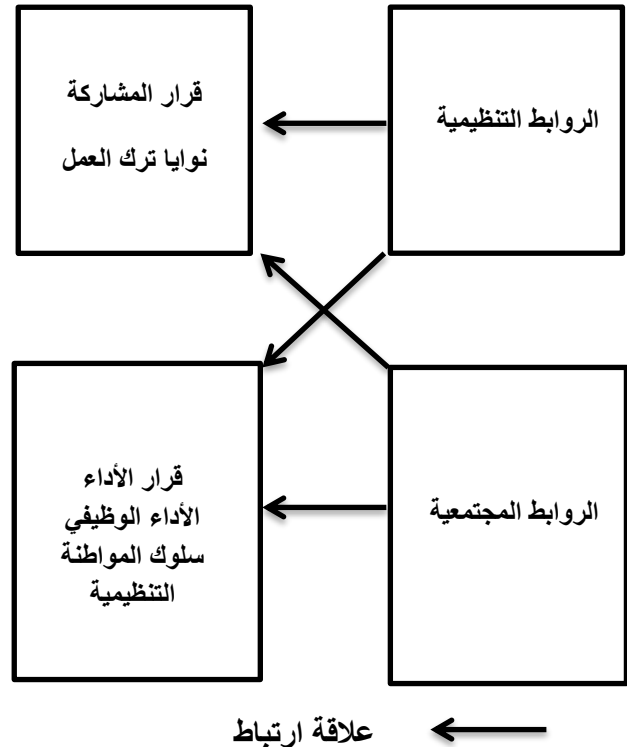 الروابط التنظيمية
قرار المشاركة
نوايا ترك العمل
الروابط المجتمعية
قرار الأداء
الأداء الوظيفي
سلوك المواطنة
التنظيمية
علاقة ارتباط